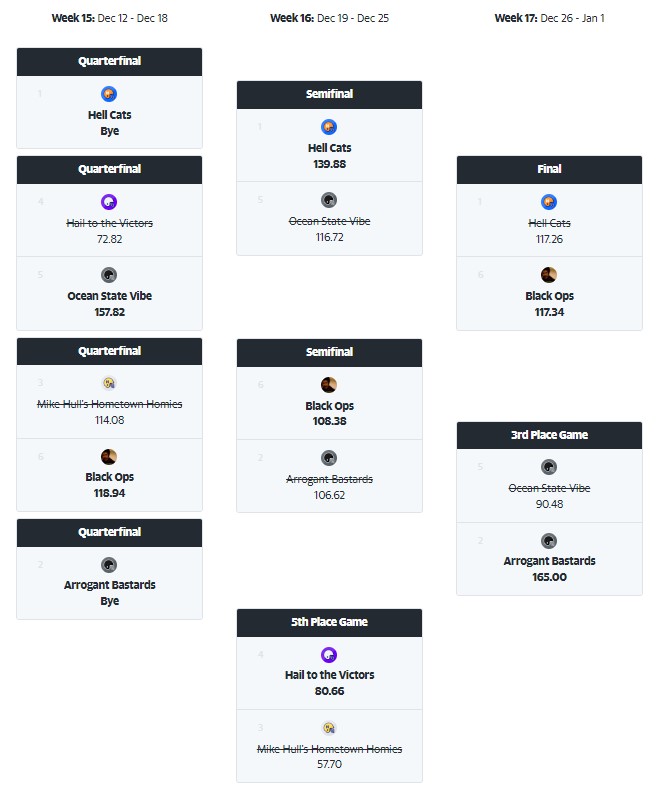 Week 15: Dec 12 - Dec 18
Quarterfinal
1
Hell Cats
Bye
Quarterfinal
4
Hail to the Victors
72.82
5
Ocean State Vibe
157.82
Quarterfinal
3
Mike Hull's Hometown Homies
114.08
6
Black Ops
118.94
Quarterfinal
2
Arrogant Bastards
Bye
Week 16: Dec 19 - Dec 25
Semifinal
1
Hell Cats
139.88
5
Ocean State Vibe
116.72
Semifinal
6
Black Ops
108.38
2
Arrogant Bastards
106.62
5th Place Game
4
Hail to the Victors
80.66
3
Mike Hull's Hometown Homies
57.70
Week 17: Dec 26 - Jan 1
Final
1
Hell Cats
117.26
6
Black Ops
117.34
3rd Place Game
5
Ocean State Vibe
90.48
2
Arrogant Bastards
165.00